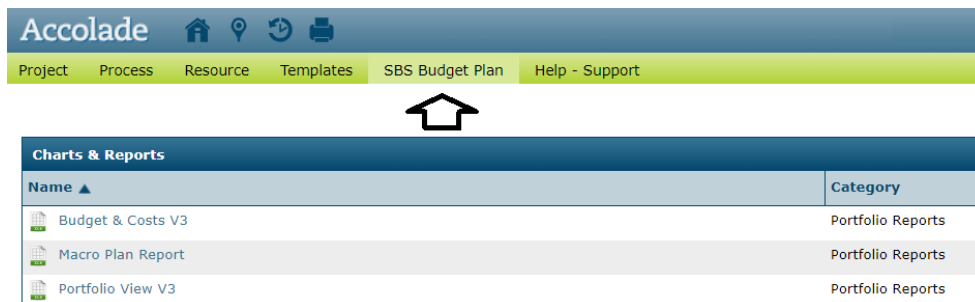 Accolade
Project Process Resource Templates SBS Budget Plan Help - Support
Charts & Reports
Name Category
Budget & Costs V3 Portfolio Reports
Macro Plan Report Portfolio Reports
Portfolio View V3 Portfolio Reports